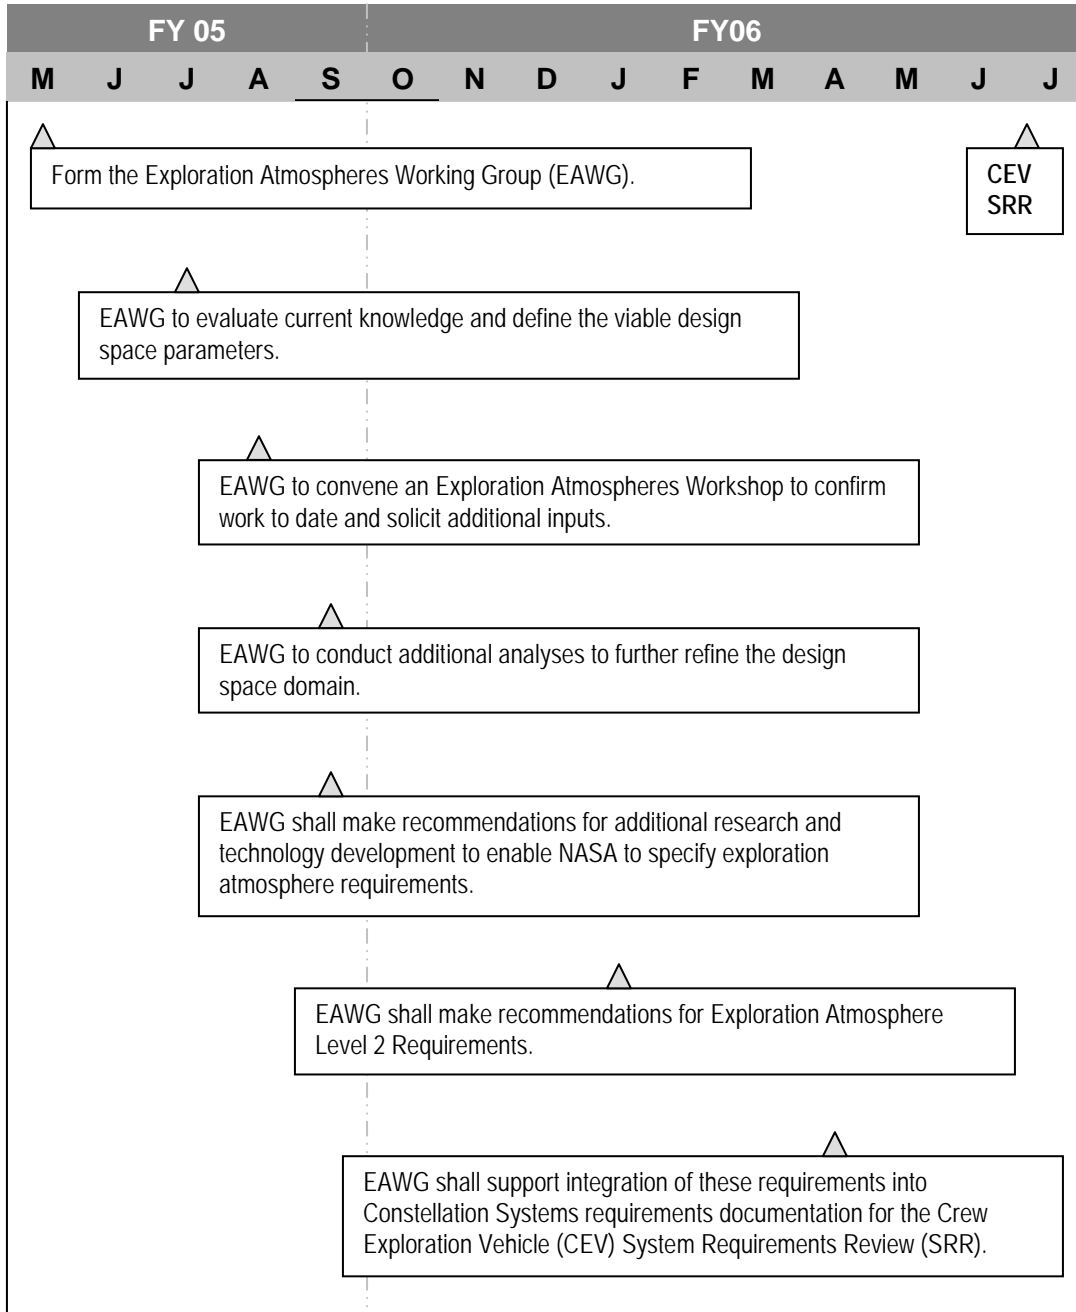 FY 05 FY06
M J J A S O N D J F M A M J J
Form the Exploration Atmospheres Working Group (EAWG).
CEV
SRR
EAWG to evaluate current knowledge and define the viable design
space parameters.
EAWG to convene an Exploration Atmospheres Workshop to confirm
work to date and solicit additional inputs.
EAWG to conduct additional analyses to further refine the design
space domain.
EAWG shall make recommendations for additional research and
technology development to enable NASA to specify exploration
atmosphere requirements.
EAWG shall make recommendations for Exploration Atmosphere
Level 2 Requirements.
EAWG shall support integration of these requirements into
Constellation Systems requirements documentation for the Crew
Exploration Vehicle (CEV) System Requirements Review (SRR).